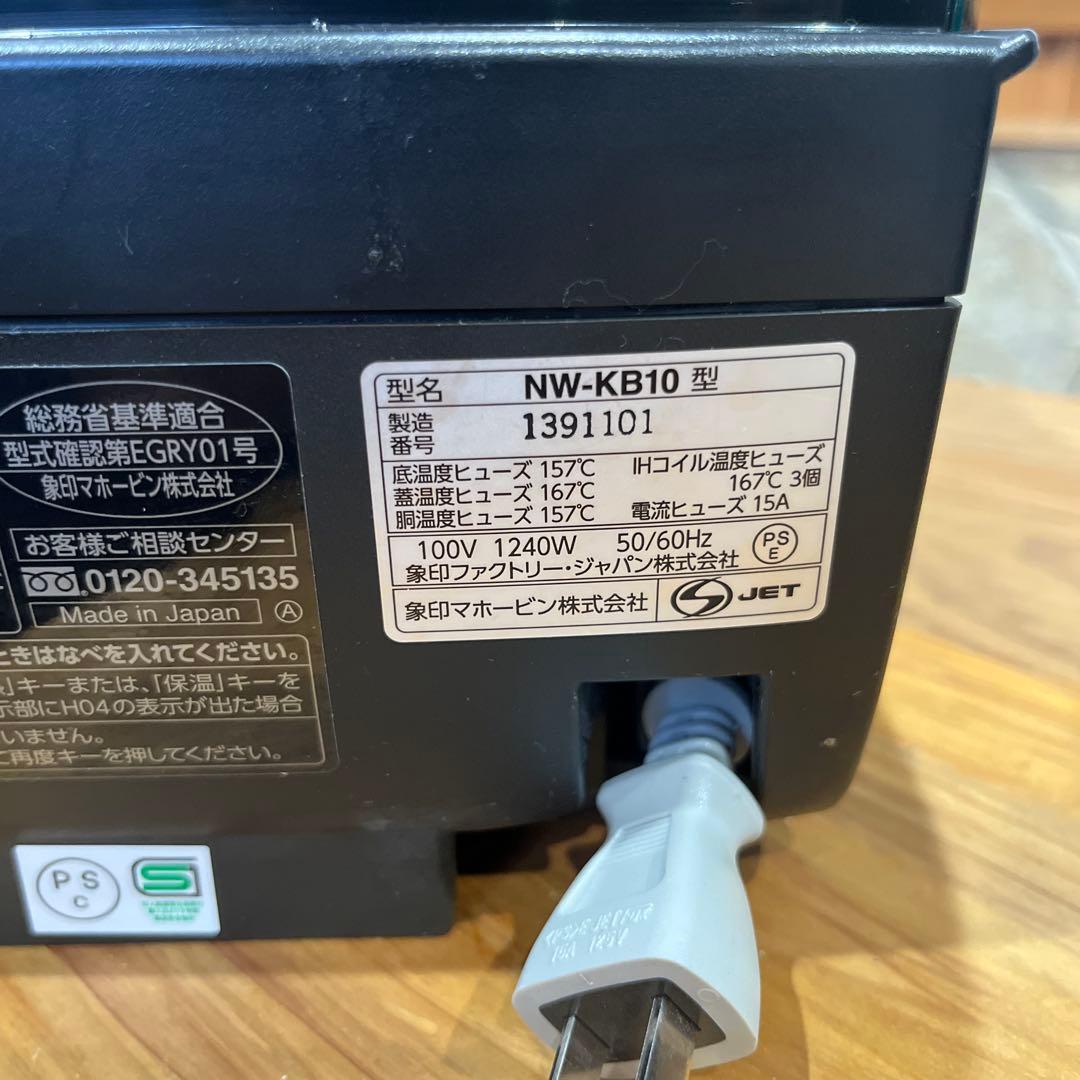 総務省基準適合
型式確認第EGRY01号
象印マホービン株式会社
お客様ご相談センター
0120-345135
Made in Japan A
ときはなべを入れてください。
」キーまたは、「保温」キーを
示部にH04の表示が出た場合
いません。
再度キーを押してください。
型名 NW-KB10 型
製造
番号 1391101
底温度ヒューズ 157℃
蓋温度ヒューズ 167℃
胴温度ヒューズ 157℃
IHコイル温度ヒューズ
167℃ 3個
電流ヒューズ 15A
100V 1240W 50/60Hz
PS
E
象印ファクトリー・ジャパン株式会社
象印マホービン株式会社
JET
PS
C